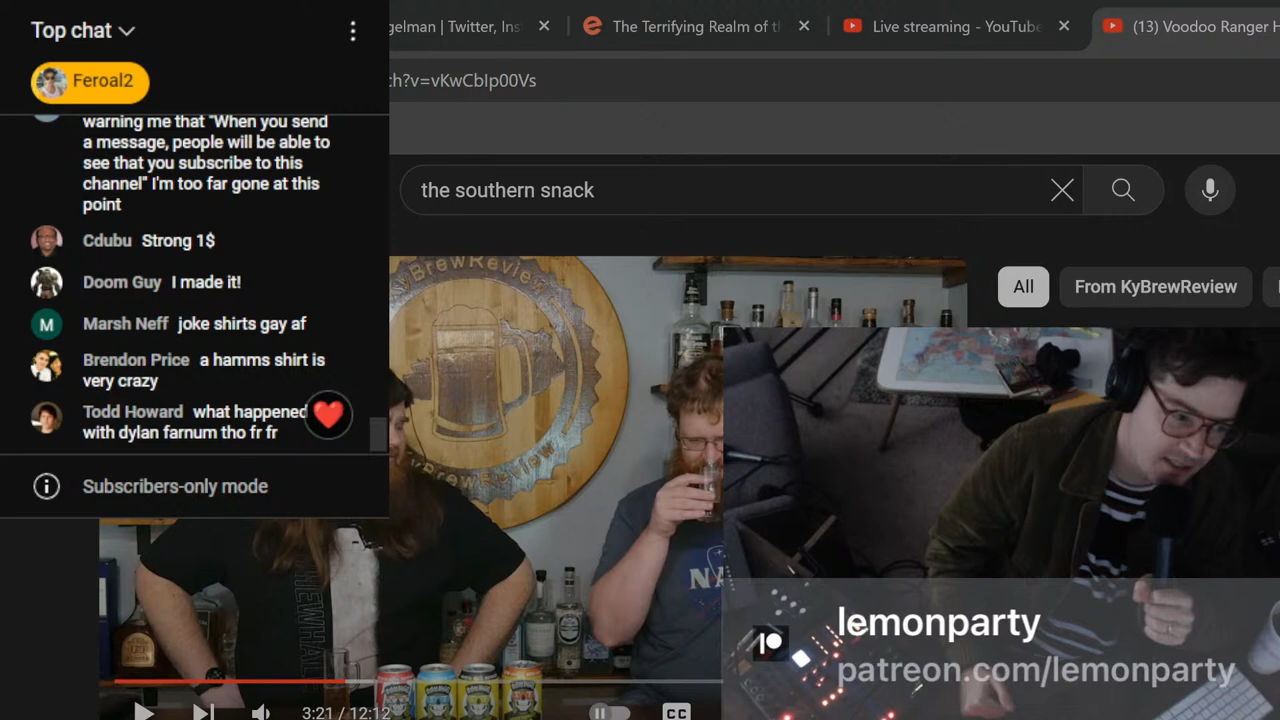 Top chat
Feroal2
warning me that "When you send
a message, people will be able to
see that you subscribe to this
channel" I'm too far gone at this
point
Cdubu Strong 1$
Doom Guy I made it!
M Marsh Neff joke shirts gay af
Brendon Price a hamms shirt is
very crazy
Todd Howard what happened
with dylan farnum tho fr fr
Subscribers-only mode
gelman | Twitter, Ins
The Terrifying Realm of t
Live streaming - YouTube
(13) Voodoo Ranger H
ch?v=vKwCbIp00Vs
the southern snack
All
From KyBrewReview
yBrewReview
NA
3:21 / 12:12
CC
lemonparty
patreon.com/lemonparty